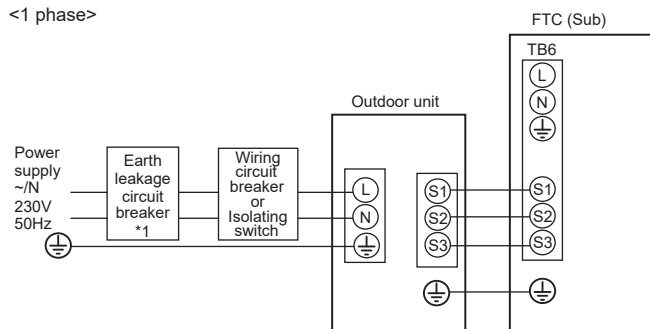 <1 phase>
FTC (Sub)
TB6
L
N
Outdoor unit
Power
supply
~/N
230V
50Hz
Earth
leakage
circuit
breaker
*1
Wiring
circuit
breaker
or
Isolating
switch
L
N
S1
S2
S3
S1
S2
S3